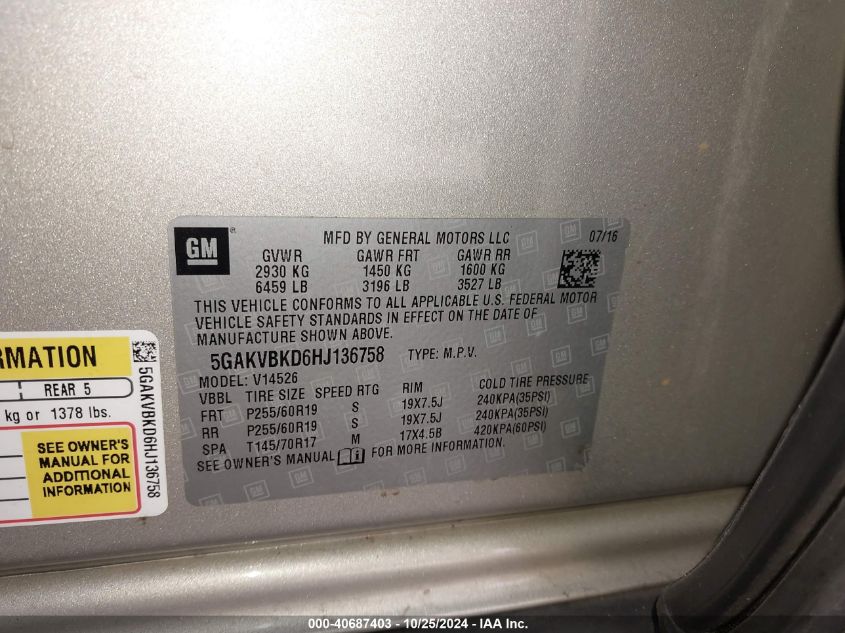 GM
MFD BY GENERAL MOTORS LLC
07/16
GVWR GAWR FRT GAWR RR
2930 KG 1450 KG 1600 KG
6459 LB 3196 LB 3527 LB
THIS VEHICLE CONFORMS TO ALL APPLICABLE U.S. FEDERAL MOTOR
VEHICLE SAFETY STANDARDS IN EFFECT ON THE DATE OF
MANUFACTURE SHOWN ABOVE.
5GAKVBKD6HJ136758 TYPE: M.P.V.
MODEL: V14526
VBBL TIRE SIZE SPEED RTG RIM COLD TIRE PRESSURE
FRT P255/60R19 S 19X7.5J 240KPA(35PSI)
RR P255/60R19 S 19X7.5J 240KPA(35PSI)
SPA T145/70R17 M 17X4.5B 420KPA(60PSI)
SEE OWNER'S MANUAL FOR MORE INFORMATION.
RMATION
REAR 5
kg or 1378 lbs.
SEE OWNER'S
MANUAL FOR
ADDITIONAL
INFORMATION
5GAKVBKD6HJ136758
000-40687403 - 10/25/2024 - IAA Inc.